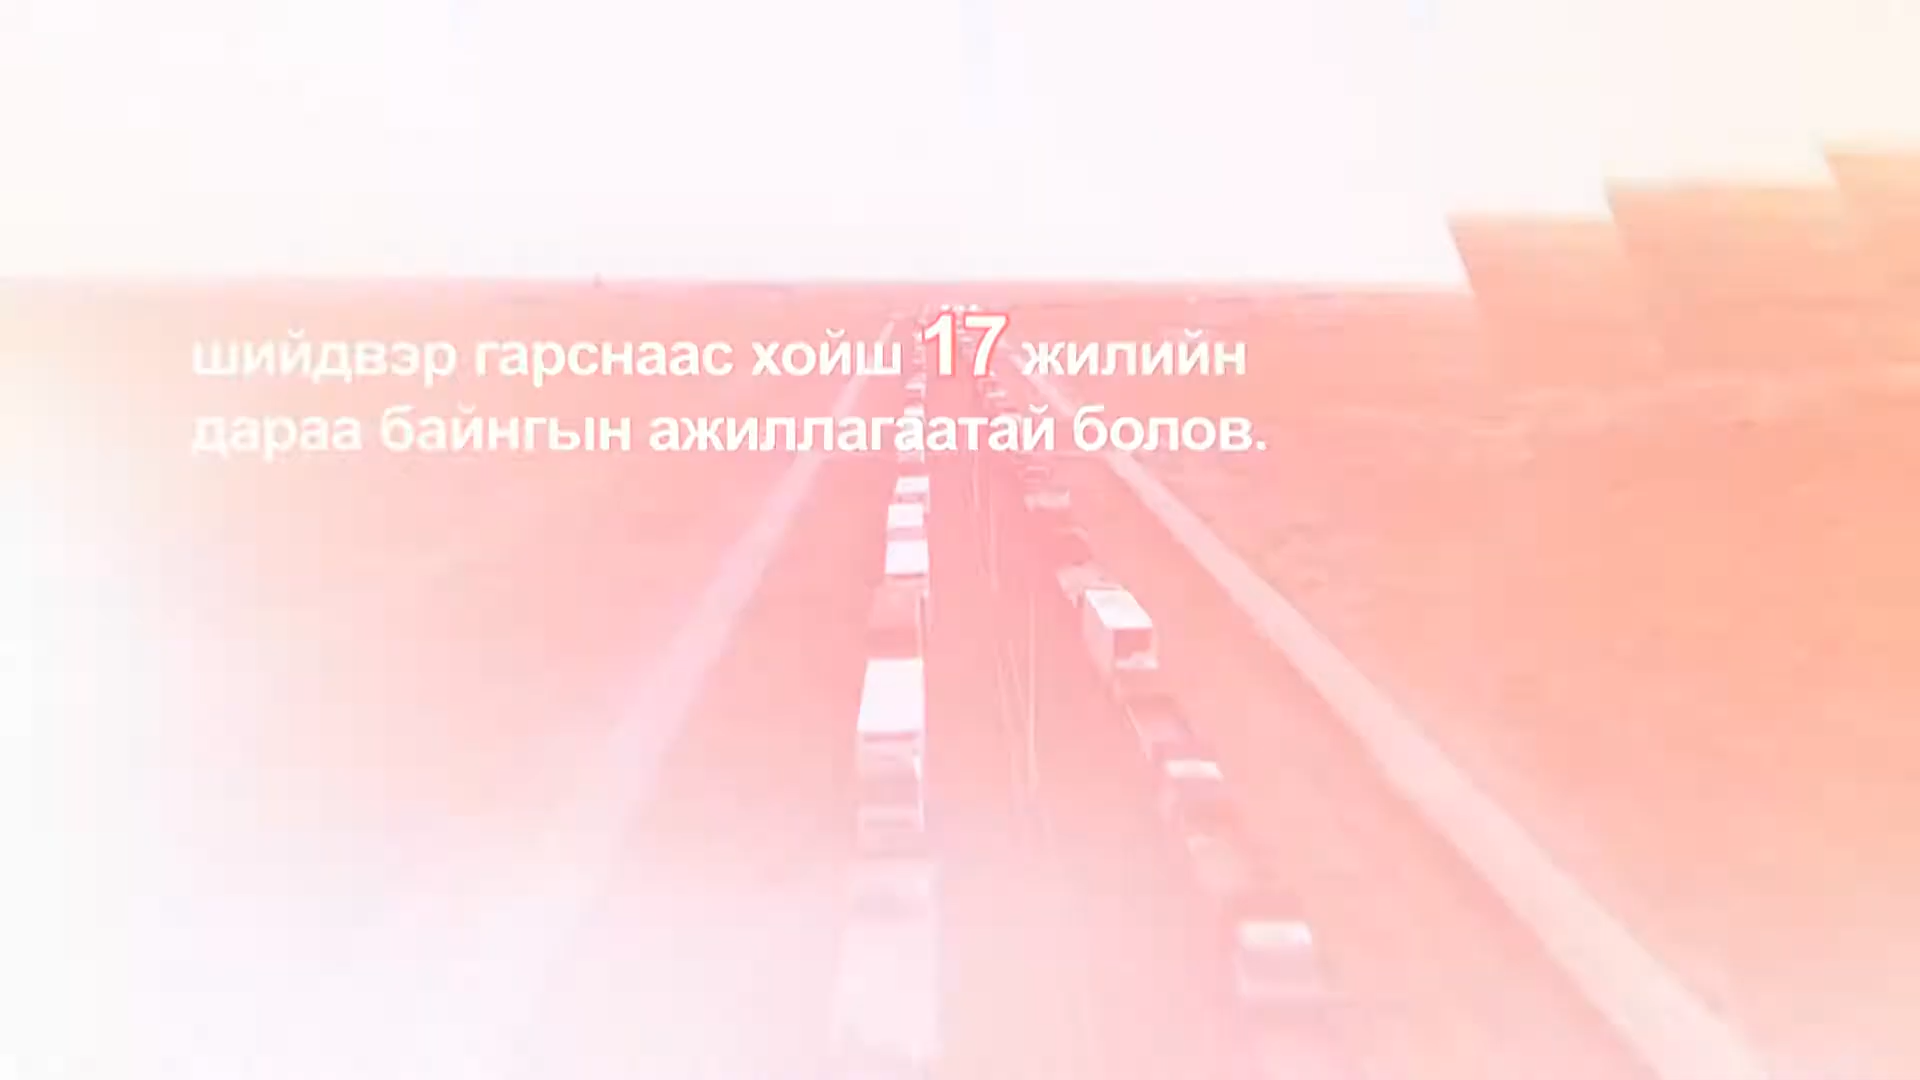 шийдвэр гарснаас хойш 17 жилийн
дараа байнгын ажиллагаатай болов.